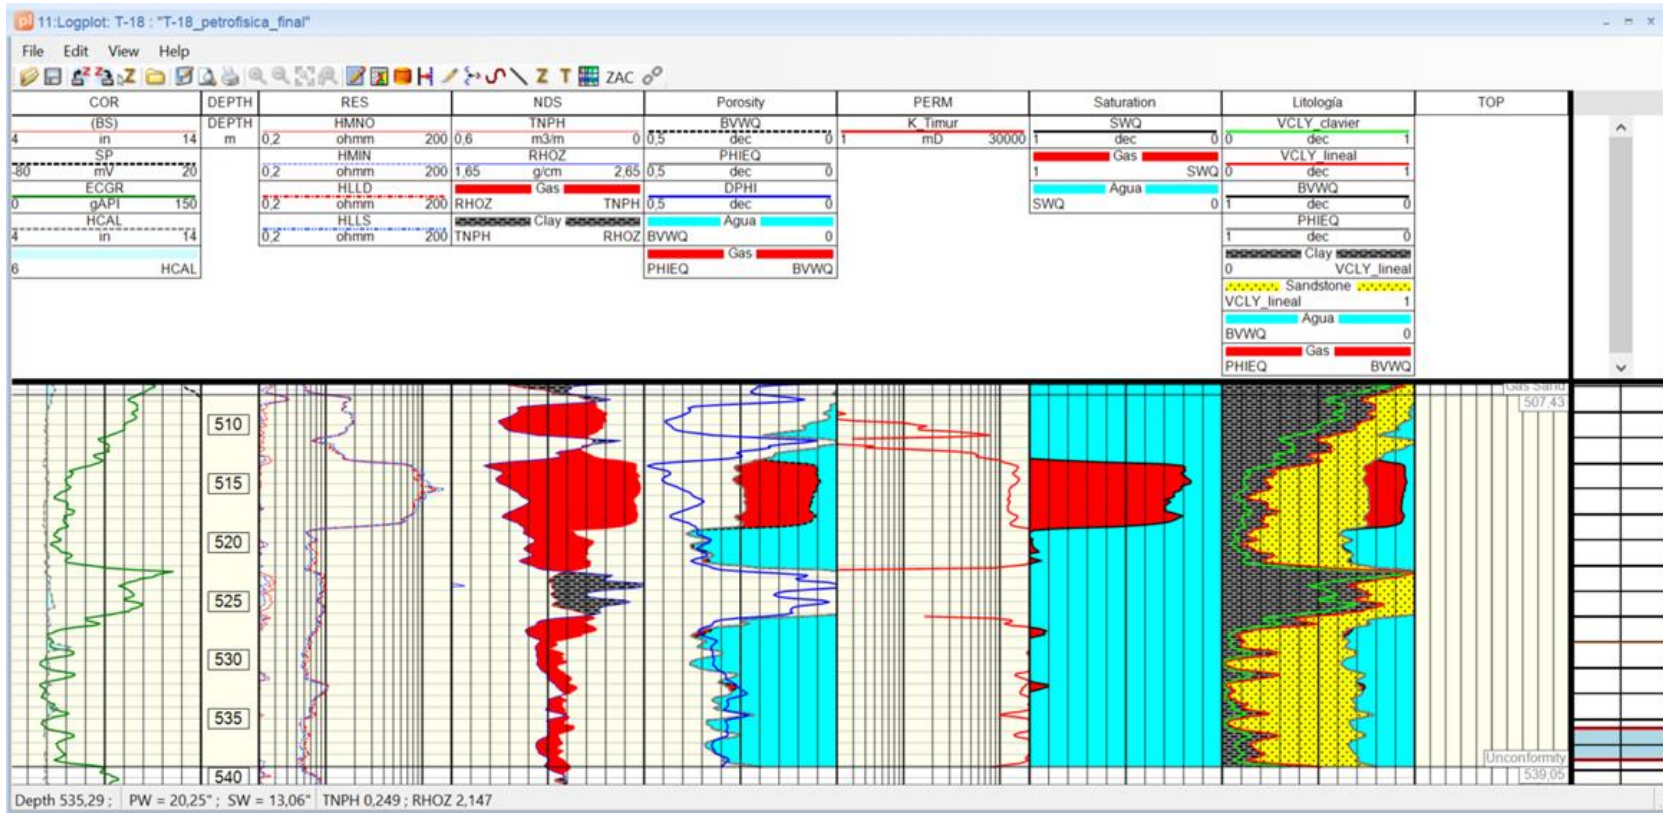 11:Logplot: T-18 : "T-18_petrofisica_final"
File Edit View Help
Z T ZAC
COR DEPTH RES NDS Porosity PERM Saturation Litología TOP
(BS) DEPTH HMNO TNPH BVWQ K_Timur SWQ VCLY_clavier
4 in 14 m 0,2 ohmm 200 0,6 m3/m 0 0,5 dec 0 1 mD 30000 1 dec 0 0 dec 1
SP HMIN RHOZ PHIEQ Gas VCLY_lineal
-80 mV 20 0,2 ohmm 200 1,65 g/cm 2,65 0,5 dec 0 1 SWQ 0 dec 1
ECGR HLLD Gas DPHI Agua BVWQ
0 gAPI 150 0,2 ohmm 200 RHOZ TNPH 0,5 dec 0 SWQ 0 1 dec 0
HCAL HLLS Clay Agua PHIEQ
4 in 14 0,2 ohmm 200 TNPH RHOZ BVWQ 0 1 dec 0
Gas Clay
6 HCAL PHIEQ BVWQ 0 VCLY_lineal
Sandstone
VCLY_lineal 1
Agua
BVWQ 0
Gas
PHIEQ BVWQ
Gas Sand
507,43
510
515
520
525
530
535
Unconformity
540 539,05
Depth 535,29 ; PW = 20,25" ; SW = 13,06" TNPH 0,249 ; RHOZ 2,147